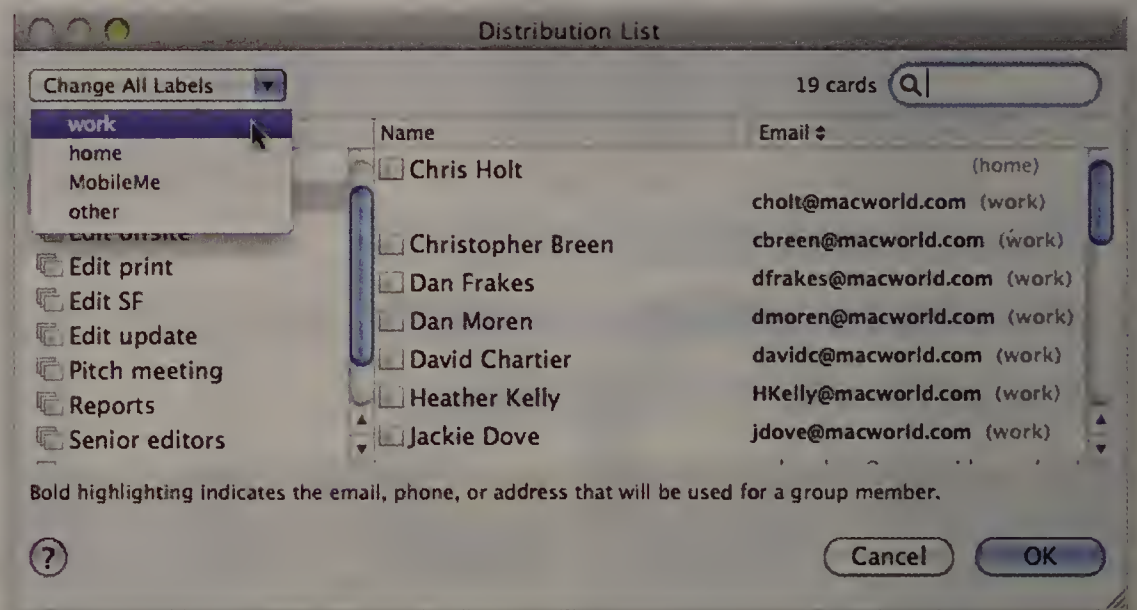 Distribution List
Change All Labels
19 cards
work
home
MobileMe
other
Name
Email
Edit onsite
Edit print
Edit SF
Edit update
Pitch meeting
Reports
Senior editors
Chris Holt (home)
cholt@macworld.com (work)
Christopher Breen cbreen@macworld.com (work)
Dan Frakes dfrakes@macworld.com (work)
Dan Moren dmoren@macworld.com (work)
David Chartier davidc@macworld.com (work)
Heather Kelly HKelly@macworld.com (work)
Jackie Dove jdove@macworld.com (work)
Bold highlighting indicates the email, phone, or address that will be used for a group member.
?
Cancel
OK